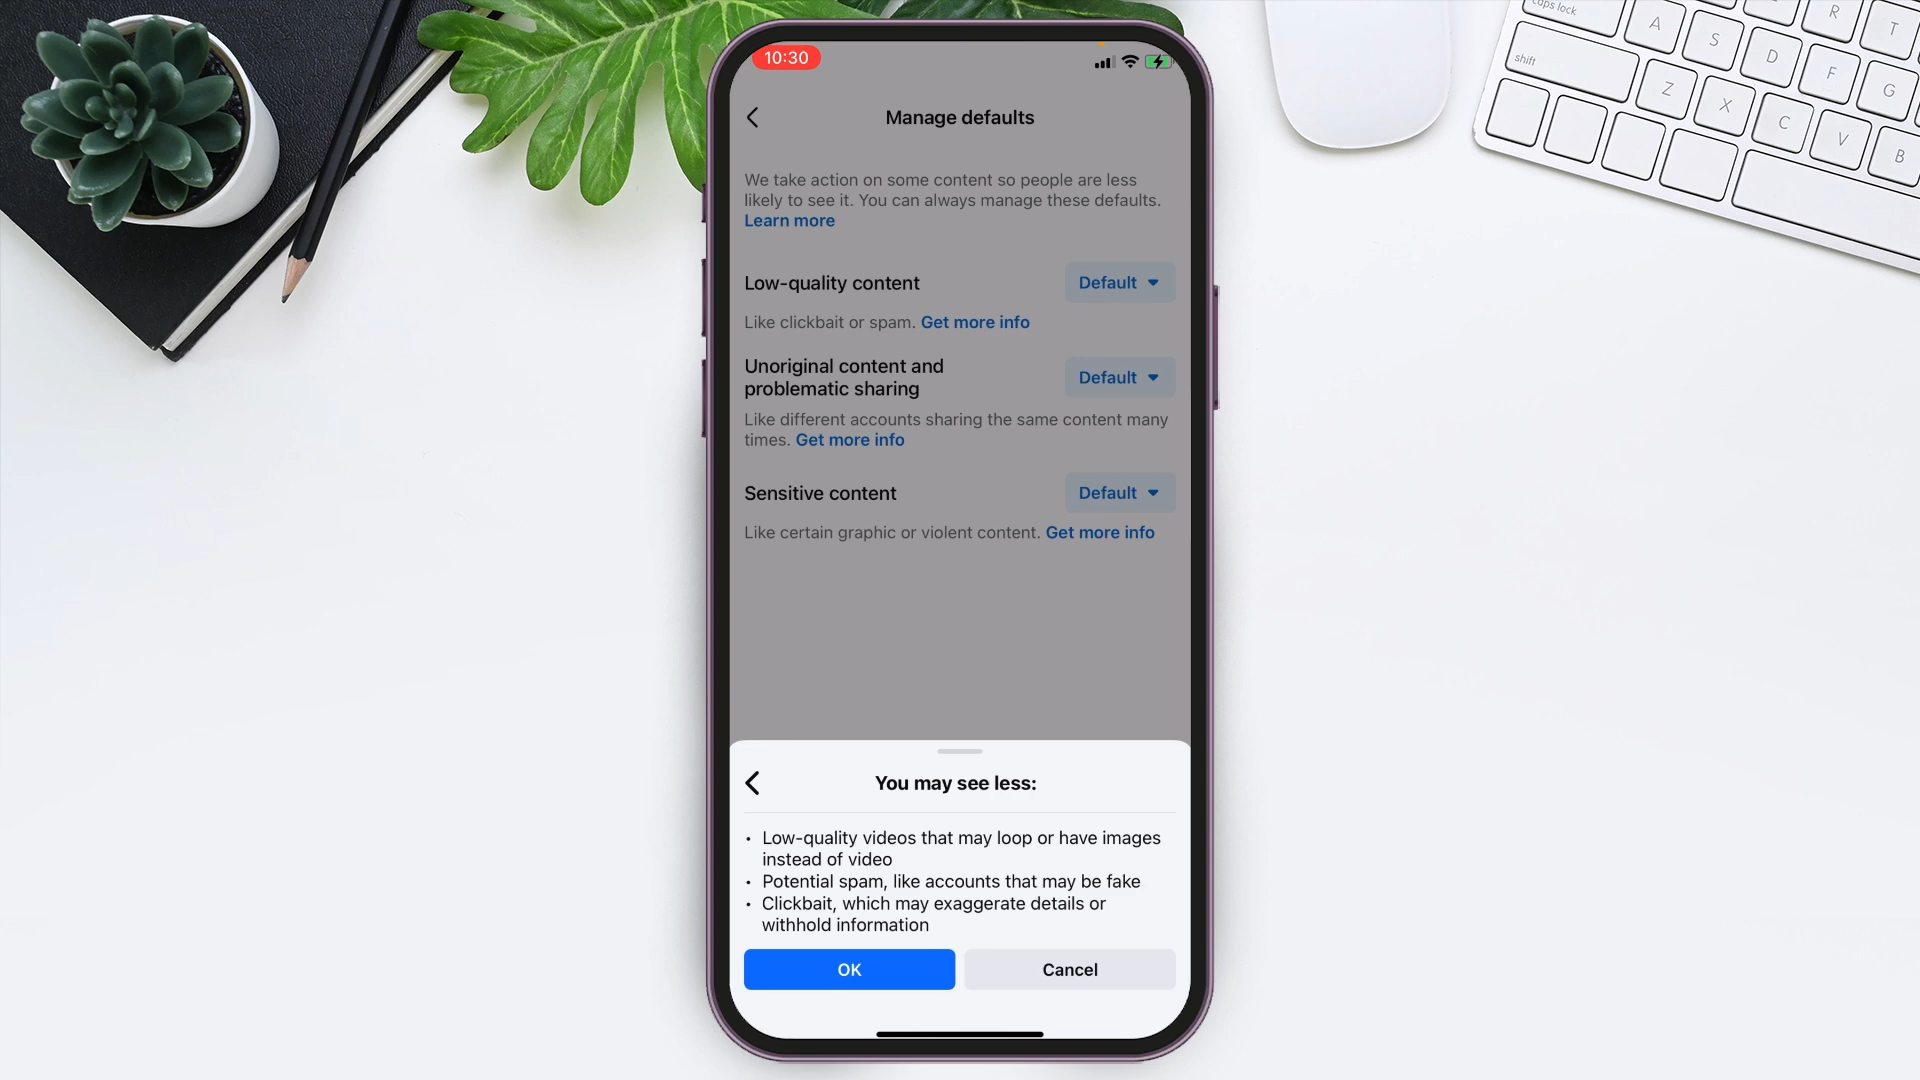 10:30
Manage defaults
We take action on some content so people are less
likely to see it. You can always manage these defaults.
Learn more
Low-quality content
Default
Like clickbait or spam. Get more info
Unoriginal content and
problematic sharing
Default
Like different accounts sharing the same content many
times. Get more info
Sensitive content
Default
Like certain graphic or violent content. Get more info
You may see less:
• Low-quality videos that may loop or have images
instead of video
• Potential spam, like accounts that may be fake
• Clickbait, which may exaggerate details or
withhold information
OK
Cancel
caps lock
A
S
D
F
G
R
T
shift
Z
X
C
V
B